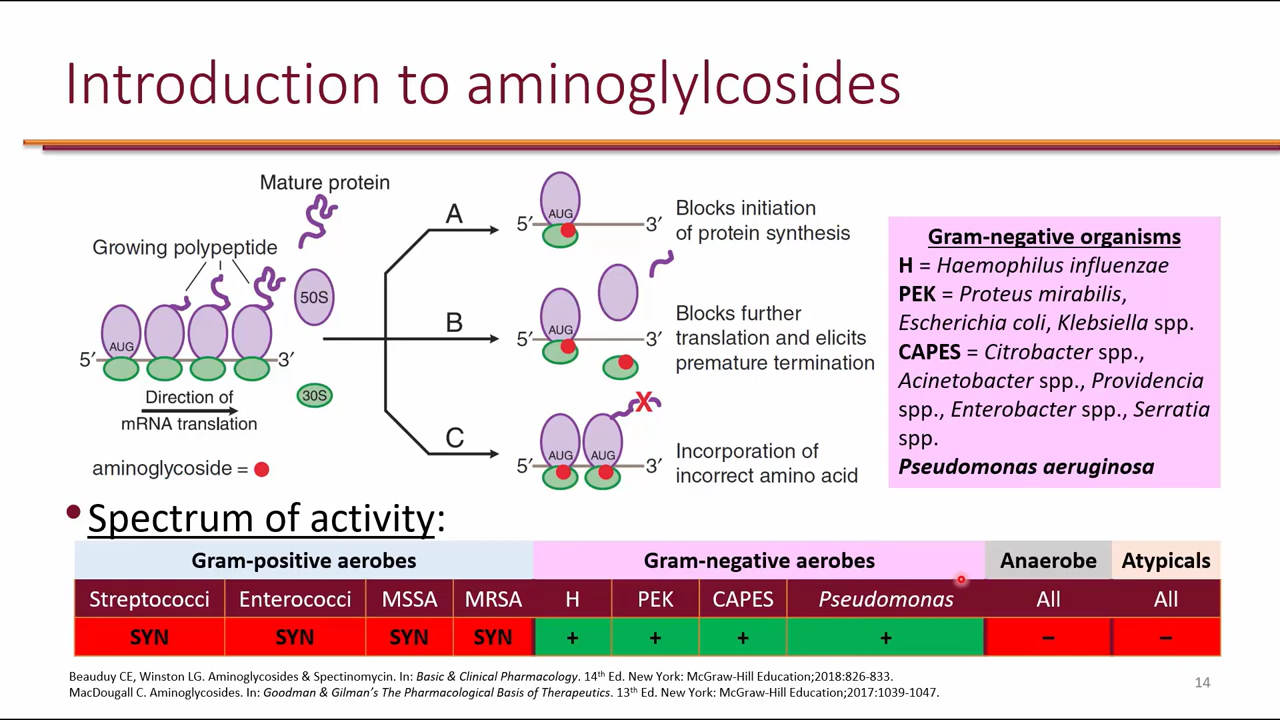 Introduction to aminoglylcosides
Mature protein
Growing polypeptide
50S
AUG
5′
3′
Direction of
mRNA translation
30S
aminoglycoside =
A
5′
AUG
3′
Blocks initiation
of protein synthesis
B
5′
AUG
3′
Blocks further
translation and elicits
premature termination
C
X
5′
AUG
AUG
3′
Incorporation of
incorrect amino acid
Gram-negative organisms
H = Haemophilus influenzae
PEK = Proteus mirabilis,
Escherichia coli, Klebsiella spp.
CAPES = Citrobacter spp.,
Acinetobacter spp., Providencia
spp., Enterobacter spp., Serratia
spp.
Pseudomonas aeruginosa
• Spectrum of activity:
Gram-positive aerobes Gram-negative aerobes Anaerobe Atypicals
Streptococci Enterococci MSSA MRSA H PEK CAPES Pseudomonas All All
SYN SYN SYN SYN + + + + – –
Beauduy CE, Winston LG. Aminoglycosides & Spectinomycin. In: Basic & Clinical Pharmacology. 14th Ed. New York: McGraw-Hill Education;2018:826-833.
MacDougall C. Aminoglycosides. In: Goodman & Gilman's The Pharmacological Basis of Therapeutics. 13th Ed. New York: McGraw-Hill Education;2017:1039-1047.
14